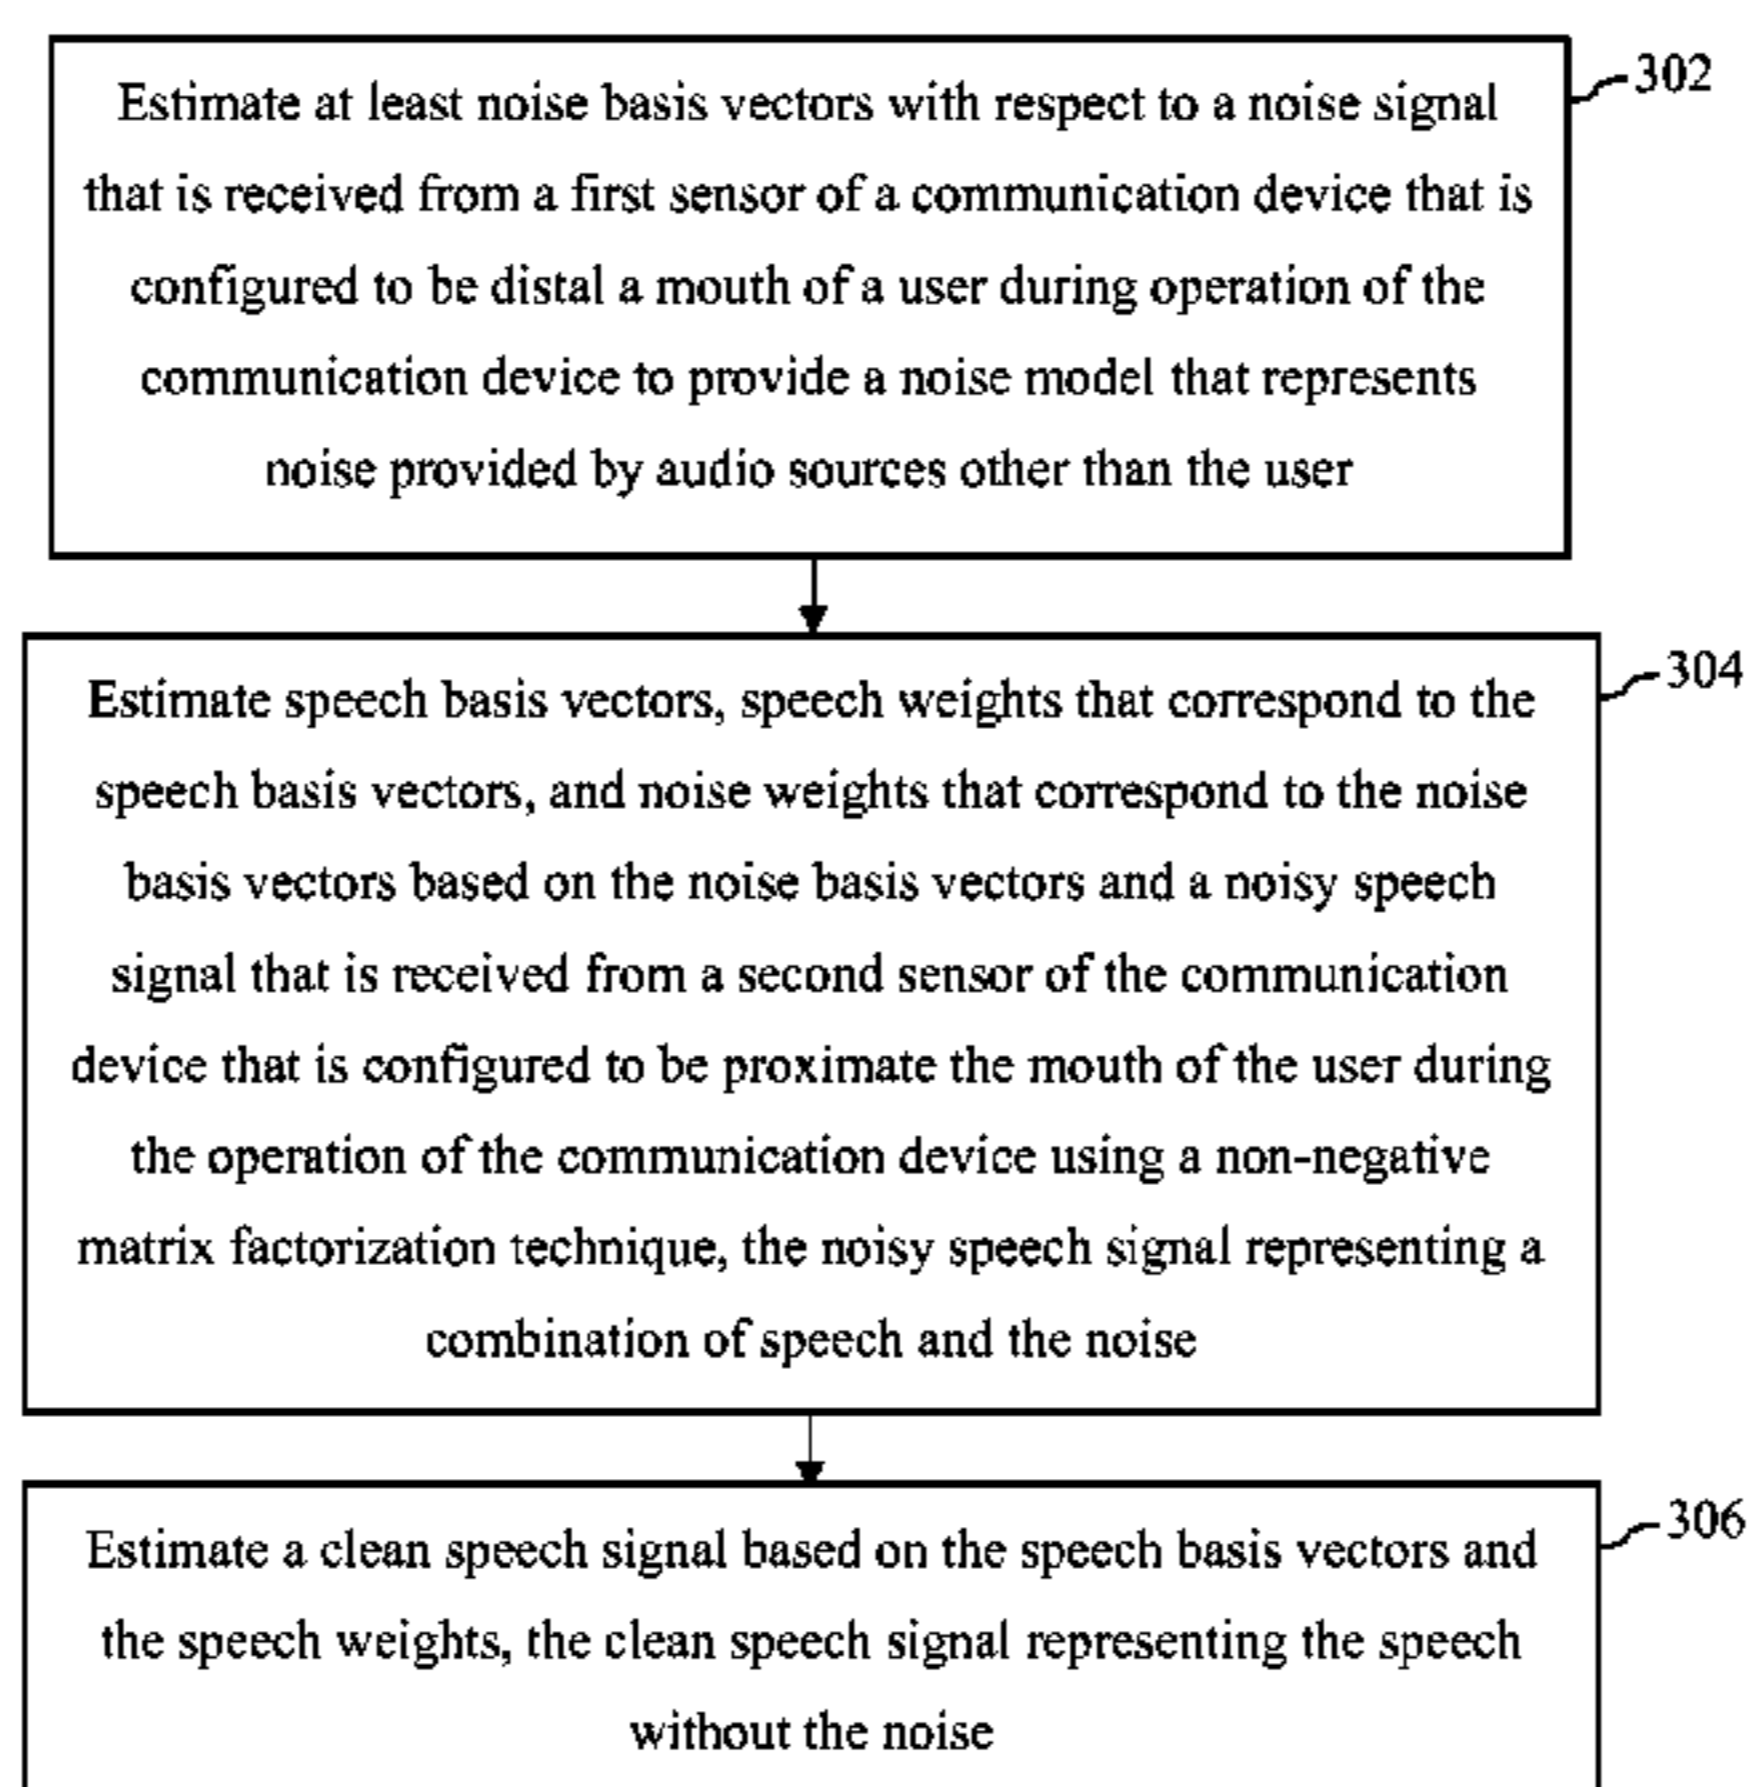 Estimate at least noise basis vectors with respect to a noise signal
302
that is received from a first sensor of a communication device that is
configured to be distal a mouth of a user during operation of the
communication device to provide a noise model that represents
noise provided by audio sources other than the user
Estimate speech basis vectors, speech weights that correspond to the
304
speech basis vectors, and noise weights that correspond to the noise
basis vectors based on the noise basis vectors and a noisy speech
signal that is received from a second sensor of the communication
device that is configured to be proximate the mouth of the user during
the operation of the communication device using a non-negative
matrix factorization technique, the noisy speech signal representing a
combination of speech and the noise
Estimate a clean speech signal based on the speech basis vectors and
306
the speech weights, the clean speech signal representing the speech
without the noise